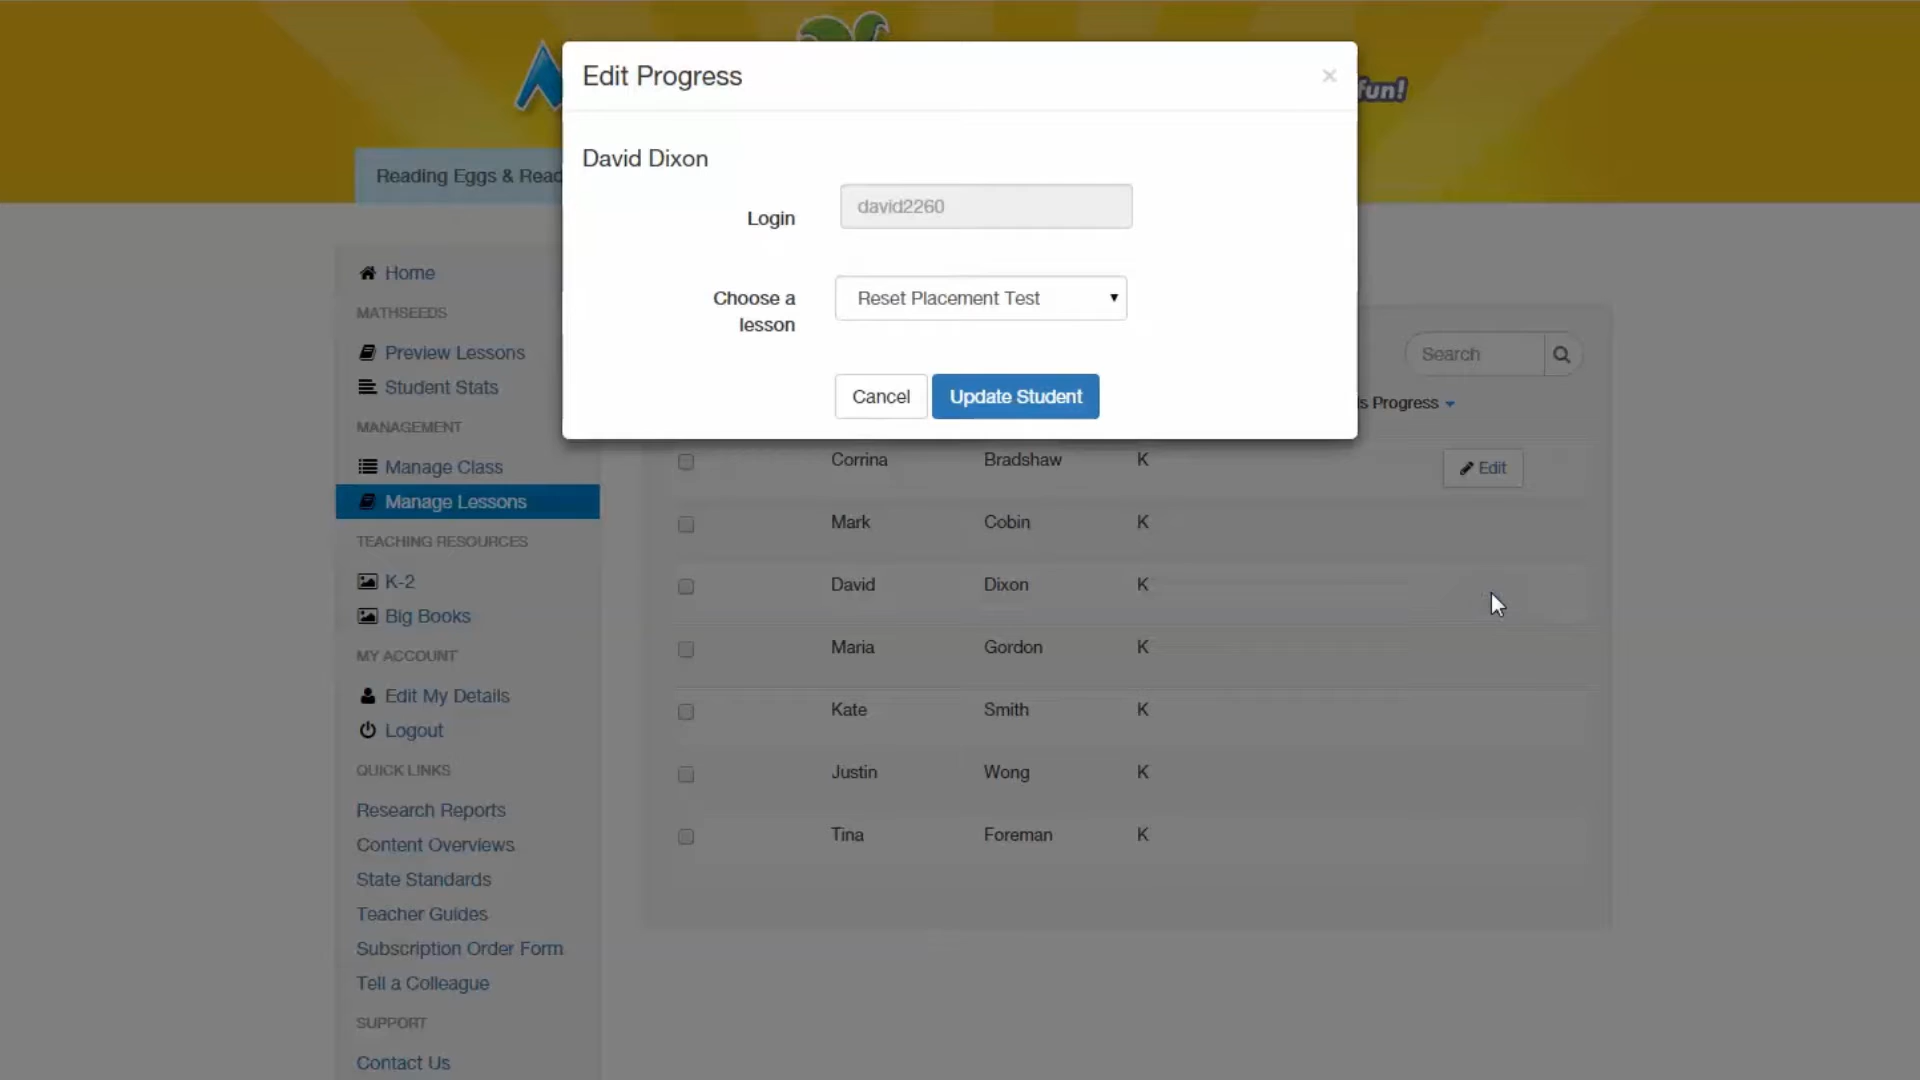 Edit Progress
×
fun!
David Dixon
Reading Eggs & Read
Login
david2260
Home
MATHSEEDS
Choose a
lesson
Reset Placement Test
Preview Lessons
Search
Student Stats
Cancel
Update Student
ls Progress
MANAGEMENT
Manage Class
Corrina Bradshaw K Edit
Manage Lessons
Mark Cobin K
TEACHING RESOURCES
K-2
David Dixon K
Big Books
Maria Gordon K
MY ACCOUNT
Edit My Details
Kate Smith K
Logout
QUICK LINKS
Justin Wong K
Research Reports
Tina Foreman K
Content Overviews
State Standards
Teacher Guides
Subscription Order Form
Tell a Colleague
SUPPORT
Contact Us